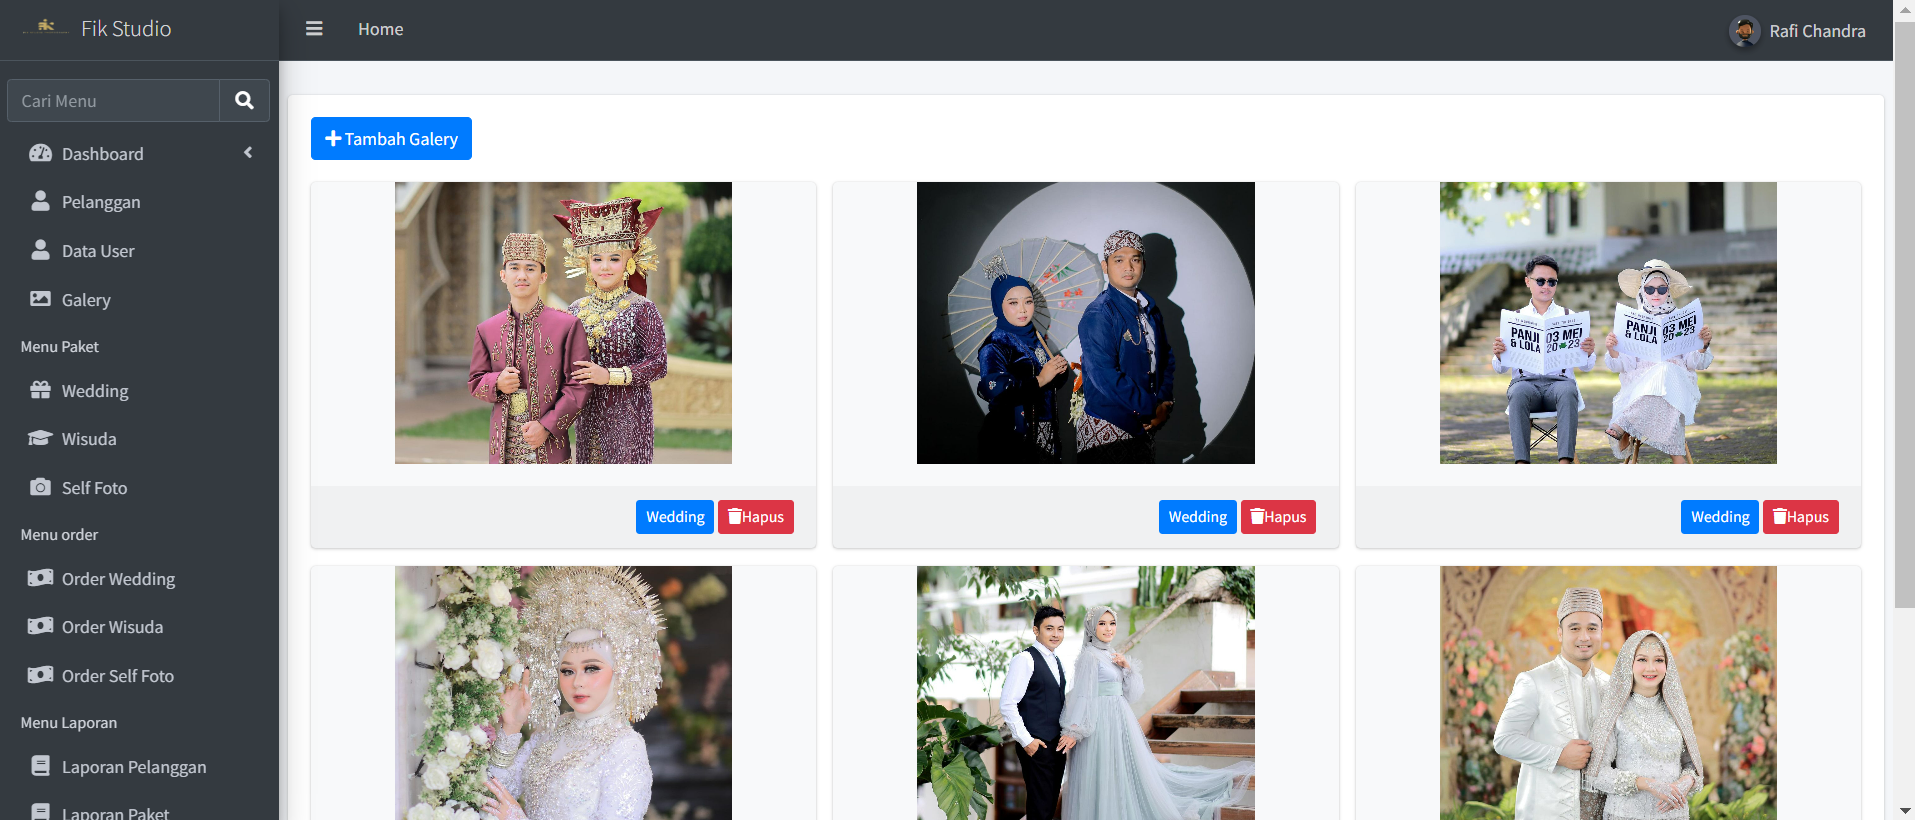 Fik Studio
Home
Rafi Chandra
Cari Menu
Dashboard
Pelanggan
Data User
Galery
Menu Paket
Wedding
Wisuda
Self Foto
Menu order
Order Wedding
Order Wisuda
Order Self Foto
Menu Laporan
Laporan Pelanggan
Laporan Paket
Tambah Galery
PANJI & LOLA
03 MEI 2023
PANJI & LOLA
03 MEI 2023
Wedding Hapus
Wedding Hapus
Wedding Hapus